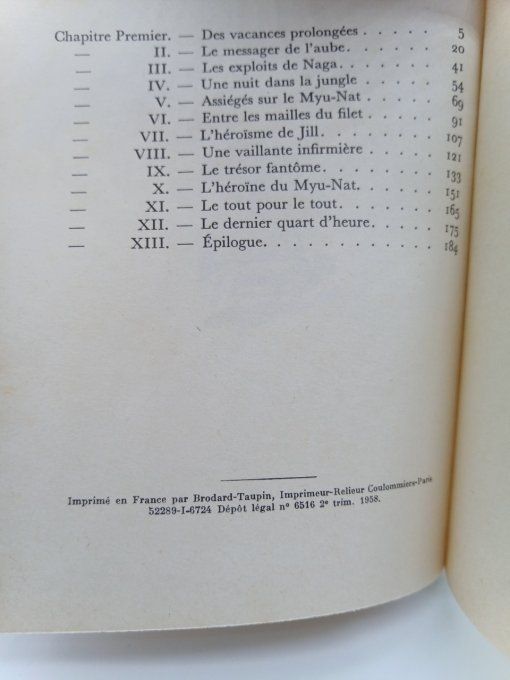 Chapitre Premier. — Des vacances prolongées . . . . . 5
— II. — Le messager de l'aube. . . . . . 20
— III. — Les exploits de Naga . . . . . 41
— IV. — Une nuit dans la jungle . . . . 54
— V. — Assiégés sur le Myu-Nat . . . . 69
— VI. — Entre les mailles du filet . . . . 91
— VII. — L'héroïsme de Jill . . . . . . . 107
— VIII. — Une vaillante infirmière . . . . 121
— IX. — Le trésor fantôme. . . . . . . 133
— X. — L'héroïne du Myu-Nat. . . . . 151
— XI. — Le tout pour le tout. . . . . . 165
— XII. — Le dernier quart d'heure. . . . 175
— XIII. — Épilogue. . . . . . . . . . . 184
Imprimé en France par Brodard-Taupin, Imprimeur-Relieur Coulommiers-Paris
52289-I-6724 Dépôt légal nº 6516 2e trim. 1958.